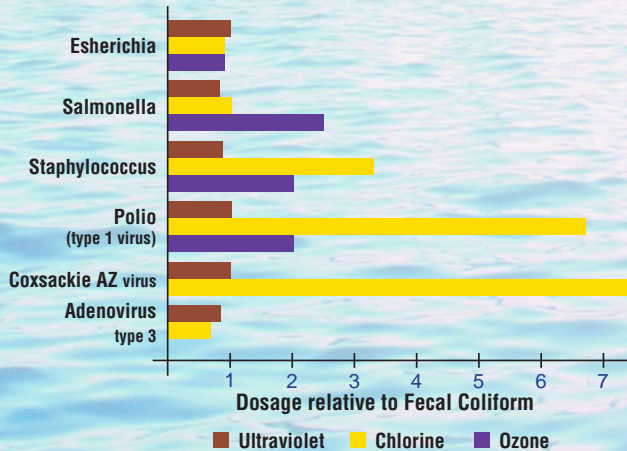 Esherichia
Salmonella
Staphylococcus
Polio
(type 1 virus)
Coxsackie AZ virus
Adenovirus
type 3
1 2 3 4 5 6 7
Dosage relative to Fecal Coliform
Ultraviolet Chlorine Ozone